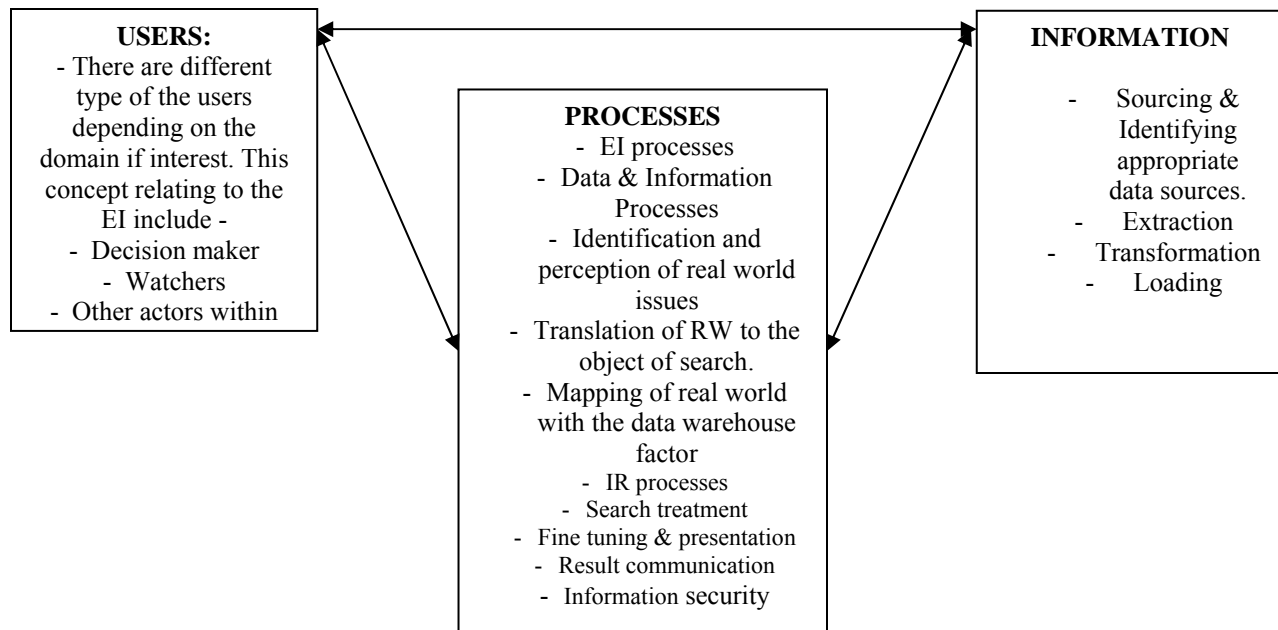 USERS:
- There are different
type of the users
depending on the
domain if interest. This
concept relating to the
EI include -
- Decision maker
- Watchers
- Other actors within
PROCESSES
- EI processes
- Data & Information
Processes
- Identification and
perception of real world
issues
- Translation of RW to the
object of search.
- Mapping of real world
with the data warehouse
factor
- IR processes
- Search treatment
- Fine tuning & presentation
- Result communication
- Information security
INFORMATION
- Sourcing &
Identifying
appropriate
data sources.
- Extraction
- Transformation
- Loading